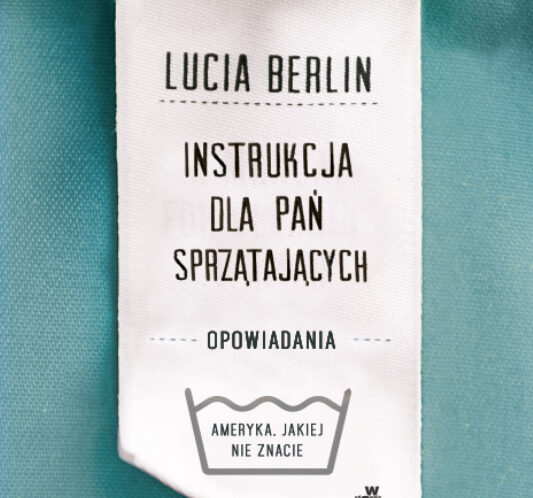 LUCIA BERLIN
INSTRUKCJA
DLA PAŃ
SPRZĄTAJĄCYCH
OPOWIADANIA
AMERYKA, JAKIEJ
NIE ZNACIE
W